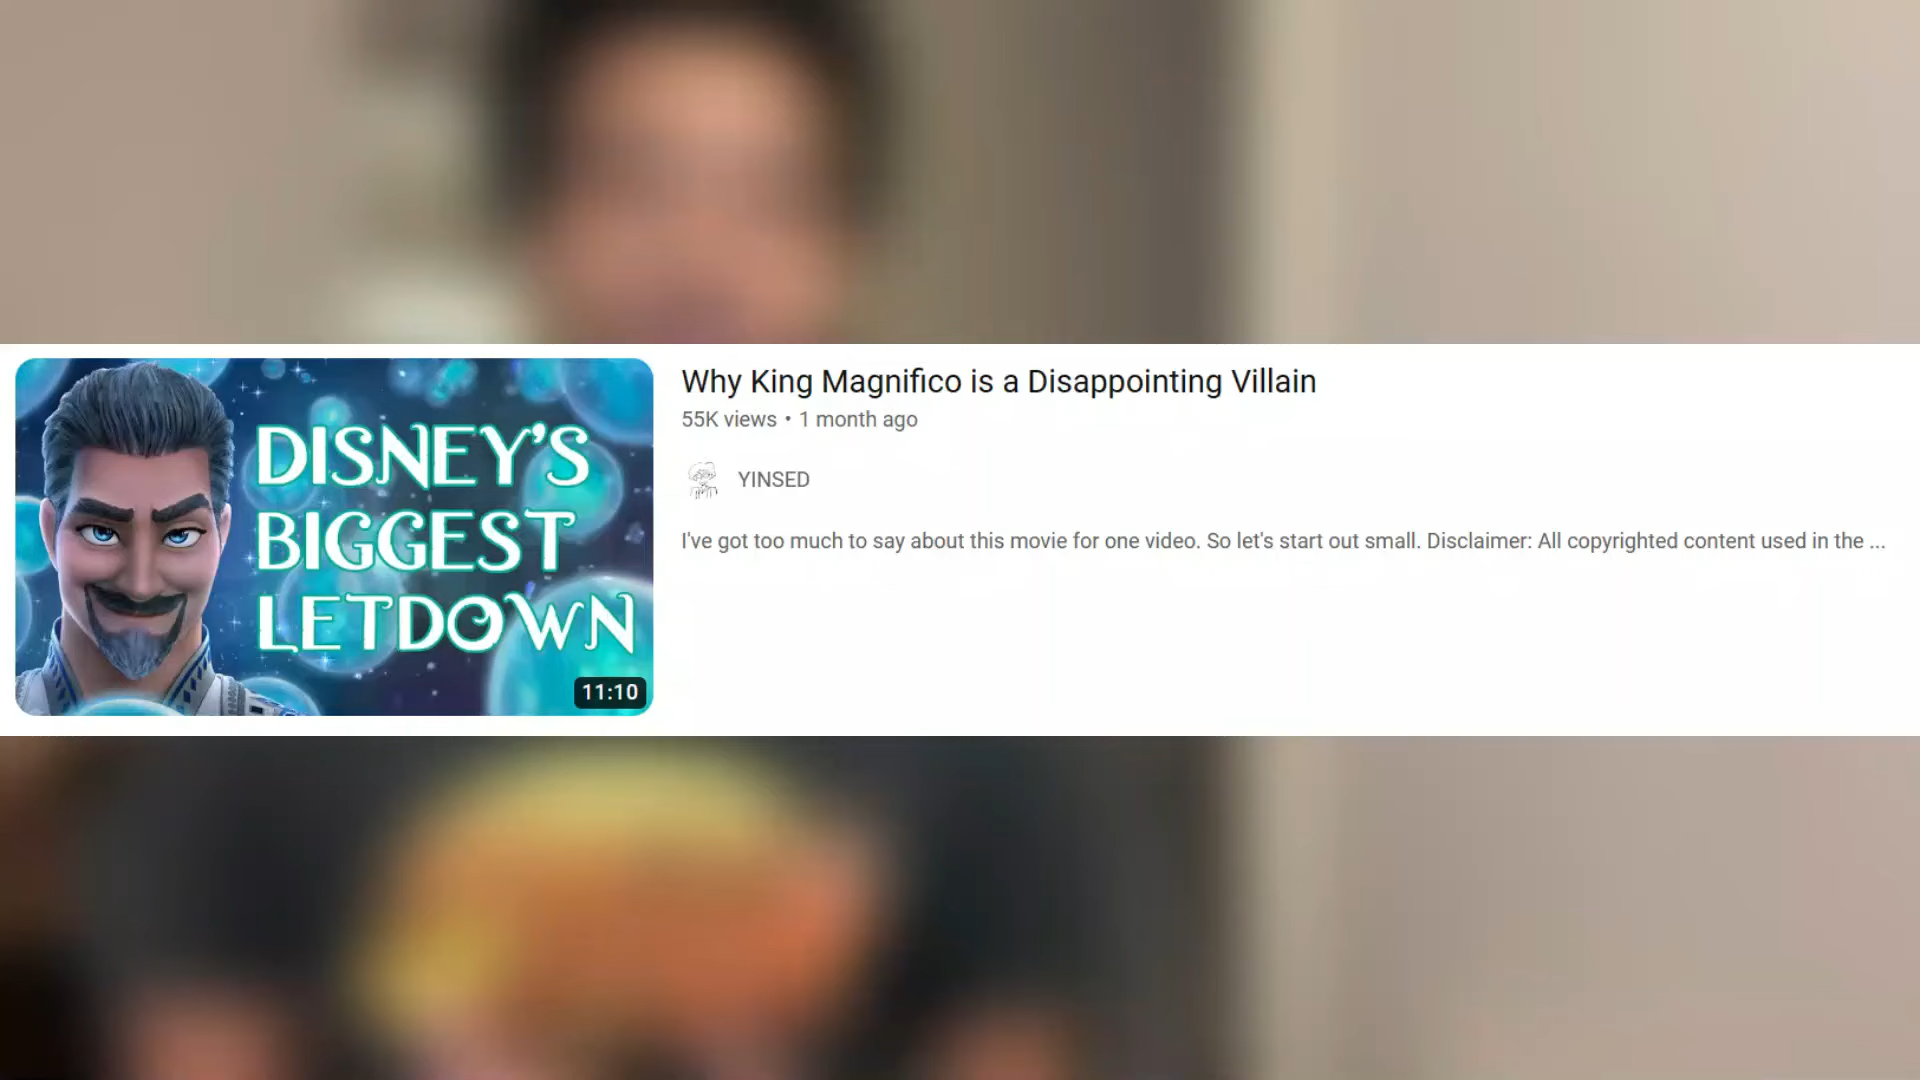 DISNEY'S
BIGGEST
LETDOWN
11:10
Why King Magnifico is a Disappointing Villain
55K views • 1 month ago
YINSED
I've got too much to say about this movie for one video. So let's start out small. Disclaimer: All copyrighted content used in the ...